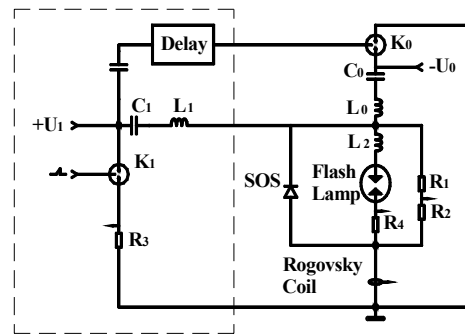 Delay
K0
C0
-U0
C1
L1
L0
+U1
L2
K1
SOS
Flash
Lamp
R1
R2
R3
R4
Rogovsky
Coil